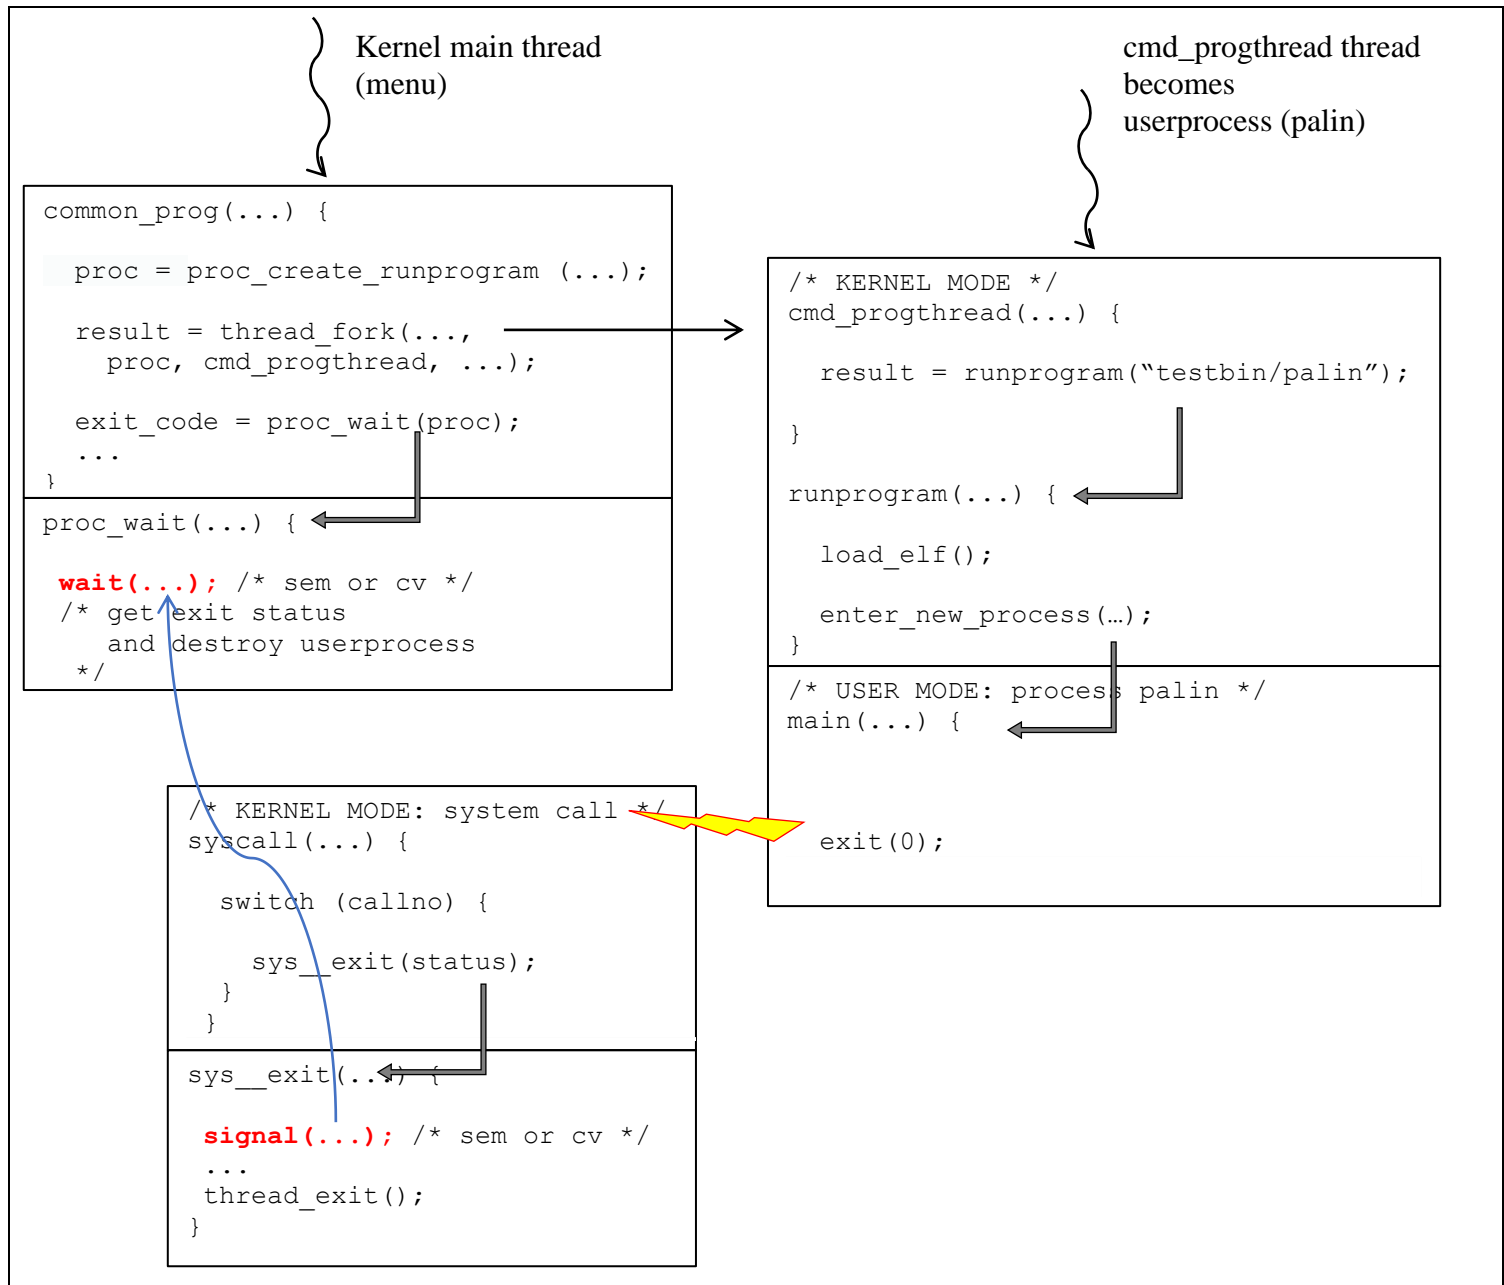 Kernel main thread
(menu)
cmd_progthread thread
becomes
userprocess (palin)
common_prog(...) {
proc = proc_create_runprogram (...);
result = thread_fork(...,
proc, cmd_progthread, ...);
exit_code = proc_wait(proc);
...
}
proc_wait(...) {
wait(...); /* sem or cv */
/* get exit status
and destroy userprocess
*/
/* KERNEL MODE */
cmd_progthread(...) {
result = runprogram(“testbin/palin”);
}
runprogram(...) {
load_elf();
enter_new_process(…);
}
/* USER MODE: process palin */
main(...) {
exit(0);
/* KERNEL MODE: system call */
syscall(...) {
switch (callno) {
sys__exit(status);
}
}
sys__exit(...) {
signal(...); /* sem or cv */
...
thread_exit();
}